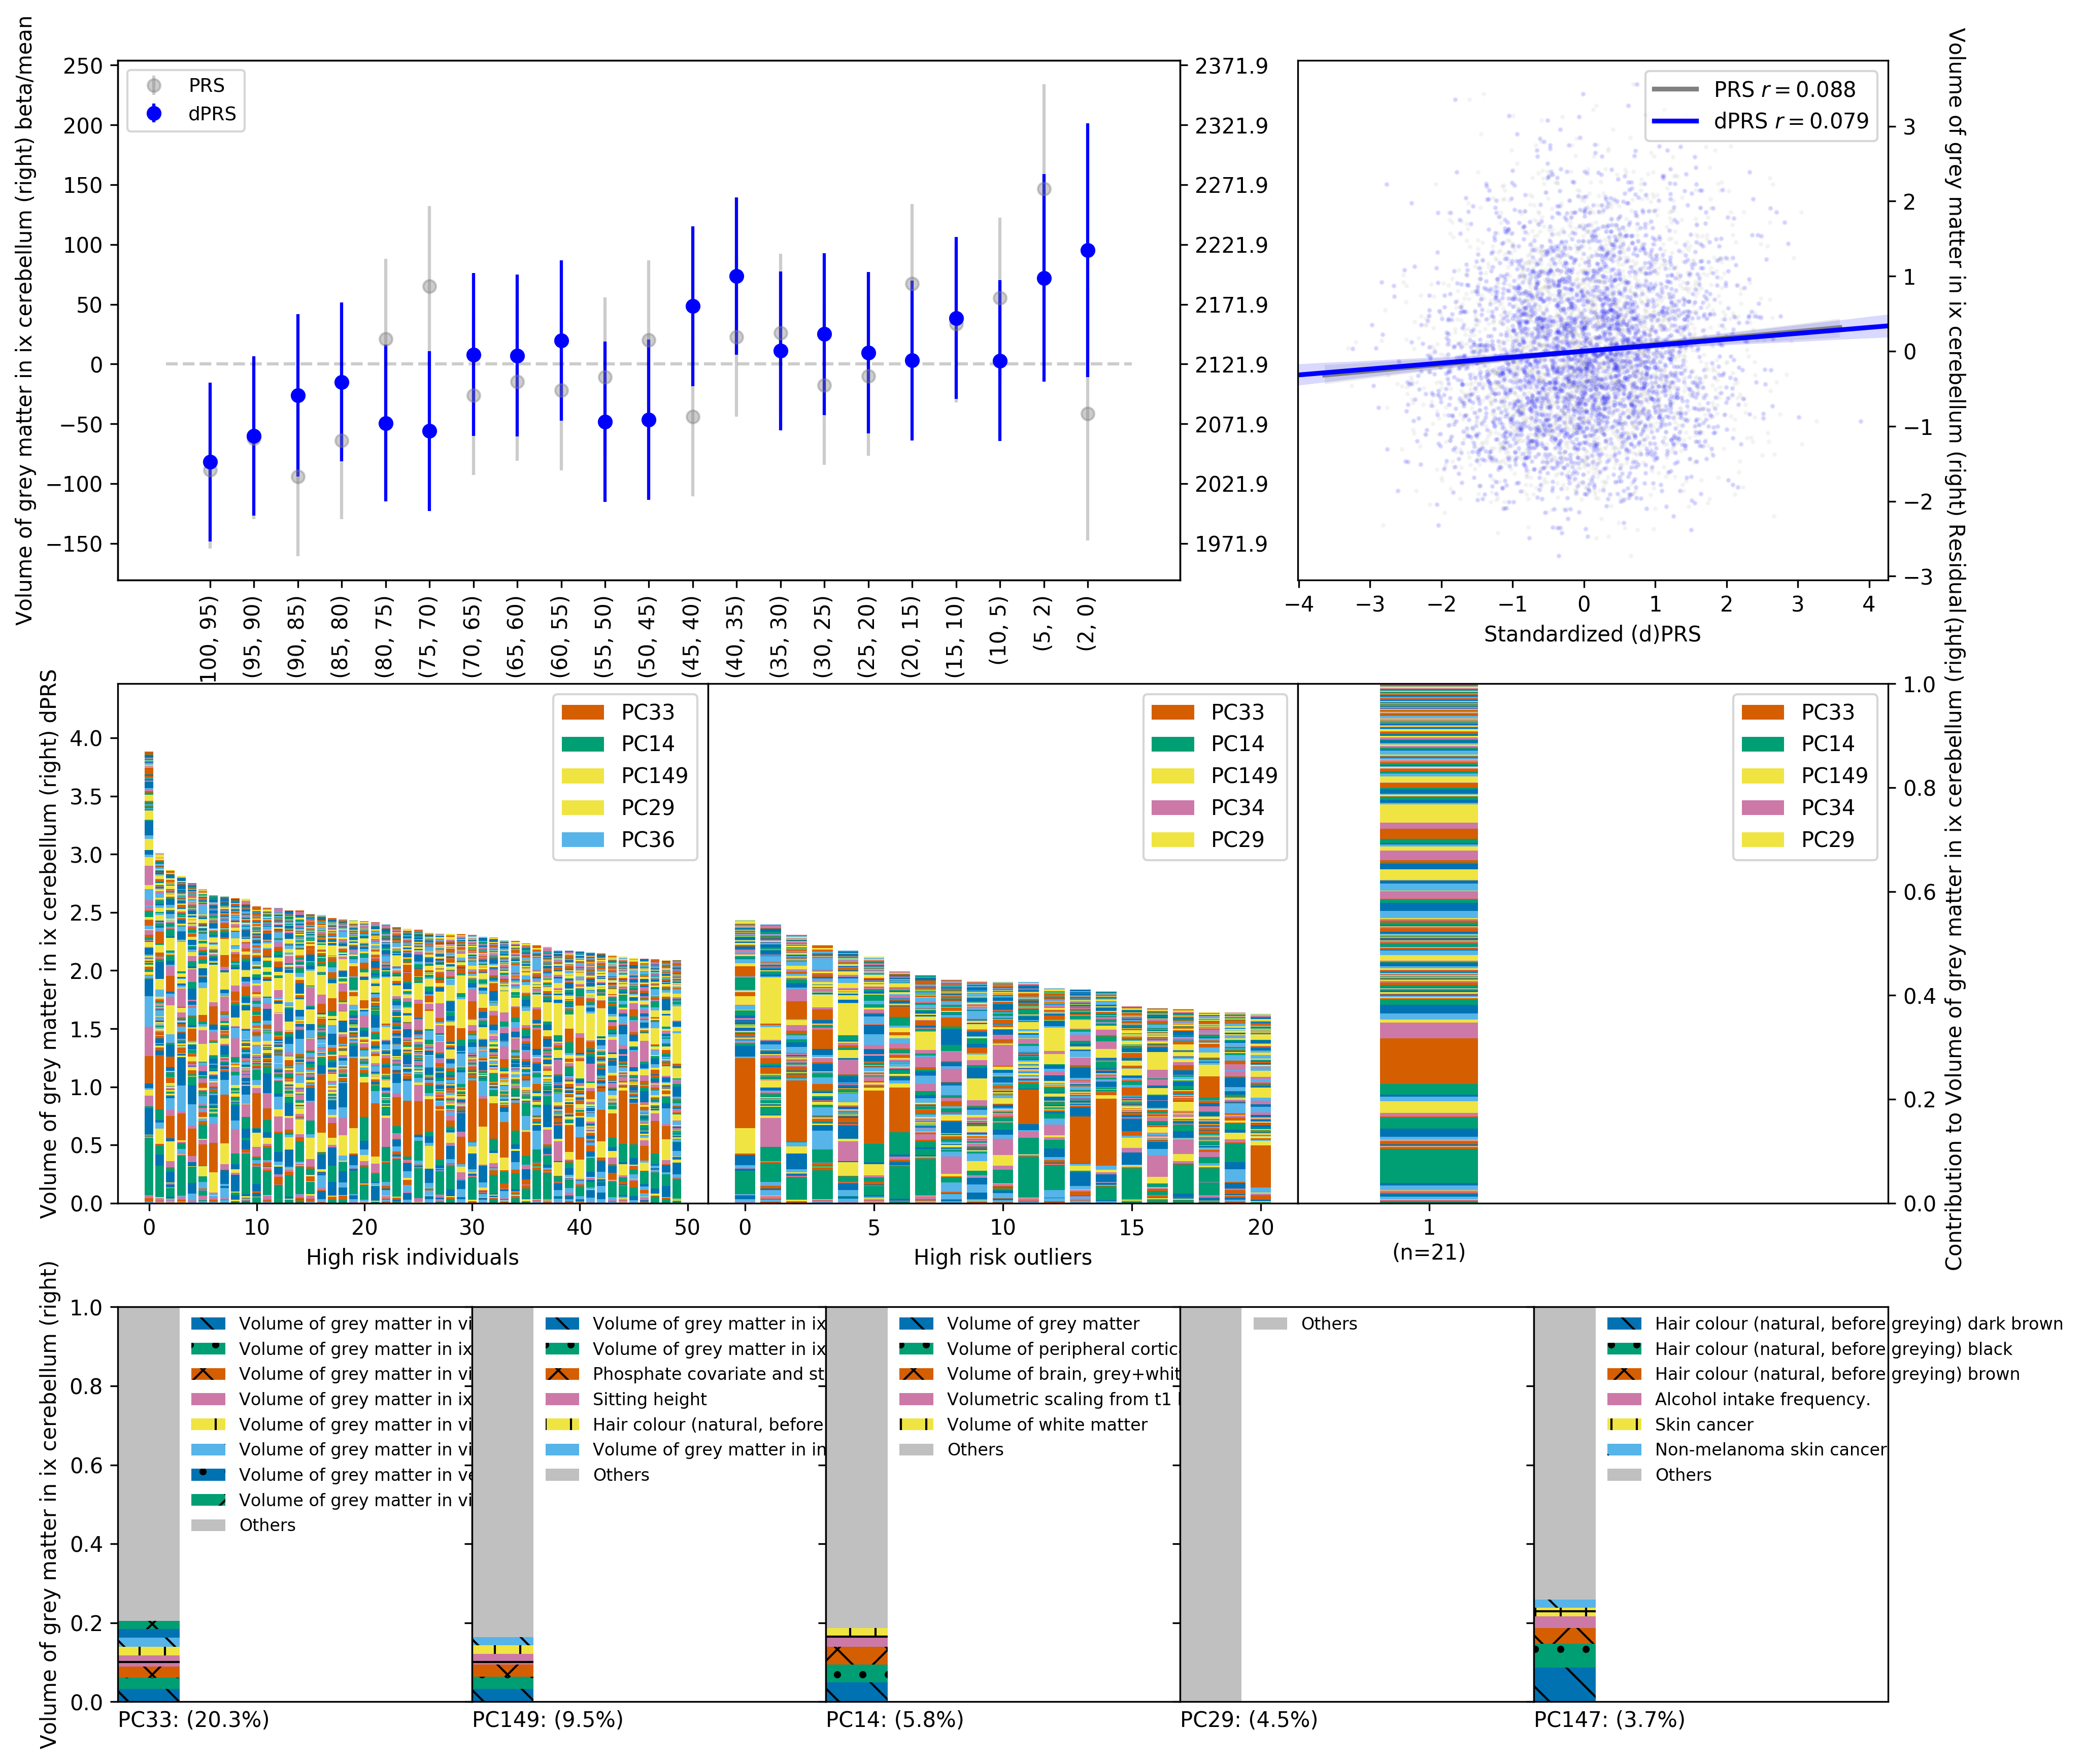 Volume of grey matter in ix cerebellum (right) beta/mean
250
200
150
100
50
0
−50
−100
−150
PRS
dPRS
2371.9
2321.9
2271.9
2221.9
2171.9
2121.9
2071.9
2021.9
1971.9
100, 95)
(95, 90)
(90, 85)
(85, 80)
(80, 75)
(75, 70)
(70, 65)
(65, 60)
(60, 55)
(55, 50)
(50, 45)
(45, 40)
(40, 35)
(35, 30)
(30, 25)
(25, 20)
(20, 15)
(15, 10)
(10, 5)
(5, 2)
(2, 0)
PRS r = 0.088
dPRS r = 0.079
3
2
1
0
−1
−2
−3
−4 −3 −2 −1 0 1 2 3 4
Standardized (d)PRS
Volume of grey matter in ix cerebellum (right) Residual
Volume of grey matter in ix cerebellum (right) dPRS
4.0
3.5
3.0
2.5
2.0
1.5
1.0
0.5
0.0
PC33
PC14
PC149
PC29
PC36
0 10 20 30 40 50
High risk individuals
PC33
PC14
PC149
PC34
PC29
0 5 10 15 20
High risk outliers
PC33
PC14
PC149
PC34
PC29
1
(n=21)
1.0
0.8
0.6
0.4
0.2
0.0
Contribution to Volume of grey matter in ix cerebellum (right)
Volume of grey matter in ix cerebellum (right)
1.0
0.8
0.6
0.4
0.2
0.0
Volume of grey matter in vi
Volume of grey matter in ix
Volume of grey matter in vi
Volume of grey matter in ix
Volume of grey matter in vi
Volume of grey matter in vi
Volume of grey matter in ve
Volume of grey matter in vi
Others
PC33: (20.3%)
Volume of grey matter in ix
Volume of grey matter in ix
Phosphate covariate and st
Sitting height
Hair colour (natural, before
Volume of grey matter in in
Others
PC149: (9.5%)
Volume of grey matter
Volume of peripheral cortic
Volume of brain, grey+whit
Volumetric scaling from t1
Volume of white matter
Others
PC14: (5.8%)
Others
PC29: (4.5%)
Hair colour (natural, before greying) dark brown
Hair colour (natural, before greying) black
Hair colour (natural, before greying) brown
Alcohol intake frequency.
Skin cancer
Non-melanoma skin cancer
Others
PC147: (3.7%)